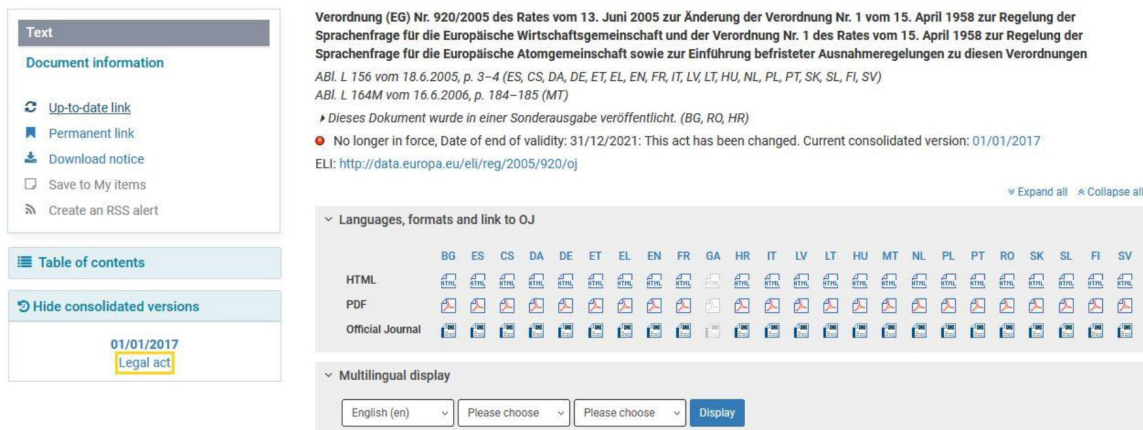 Text
Document information
Up-to-date link
Permanent link
Download notice
Save to My items
Create an RSS alert
Table of contents
Hide consolidated versions
01/01/2017
Legal act
Verordnung (EG) Nr. 920/2005 des Rates vom 13. Juni 2005 zur Änderung der Verordnung Nr. 1 vom 15. April 1958 zur Regelung der
Sprachenfrage für die Europäische Wirtschaftsgemeinschaft und der Verordnung Nr. 1 des Rates vom 15. April 1958 zur Regelung der
Sprachenfrage für die Europäische Atomgemeinschaft sowie zur Einführung befristeter Ausnahmeregelungen zu diesen Verordnungen
ABl. L 156 vom 18.6.2005, p. 3–4 (ES, CS, DA, DE, ET, EL, EN, FR, IT, LV, LT, HU, NL, PL, PT, SK, SL, FI, SV)
ABl. L 164M vom 16.6.2006, p. 184–185 (MT)
Dieses Dokument wurde in einer Sonderausgabe veröffentlicht. (BG, RO, HR)
No longer in force, Date of end of validity: 31/12/2021: This act has been changed. Current consolidated version: 01/01/2017
ELI: http://data.europa.eu/eli/reg/2005/920/oj
Expand all Collapse all
Languages, formats and link to OJ
BG ES CS DA DE ET EL EN FR GA HR IT LV LT HU MT NL PL PT RO SK SL FI SV
HTML
PDF
Official Journal
Multilingual display
English (en) Please choose Please choose Display